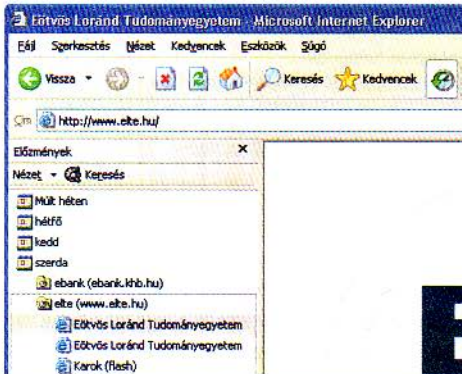 Eötvös Loránd Tudományegyetem - Microsoft Internet Explorer
Fájl Szerkesztés Nézet Kedvencek Eszközök Súgó
Vissza Keresés Kedvencek
Cím http://www.elte.hu/
Előzmények
Nézet Keresés
Múlt héten
hétfő
kedd
szerda
ebank (ebank.khb.hu)
elte (www.elte.hu)
Eötvös Loránd Tudományegyetem
Eötvös Loránd Tudományegyetem
Karok (flash)